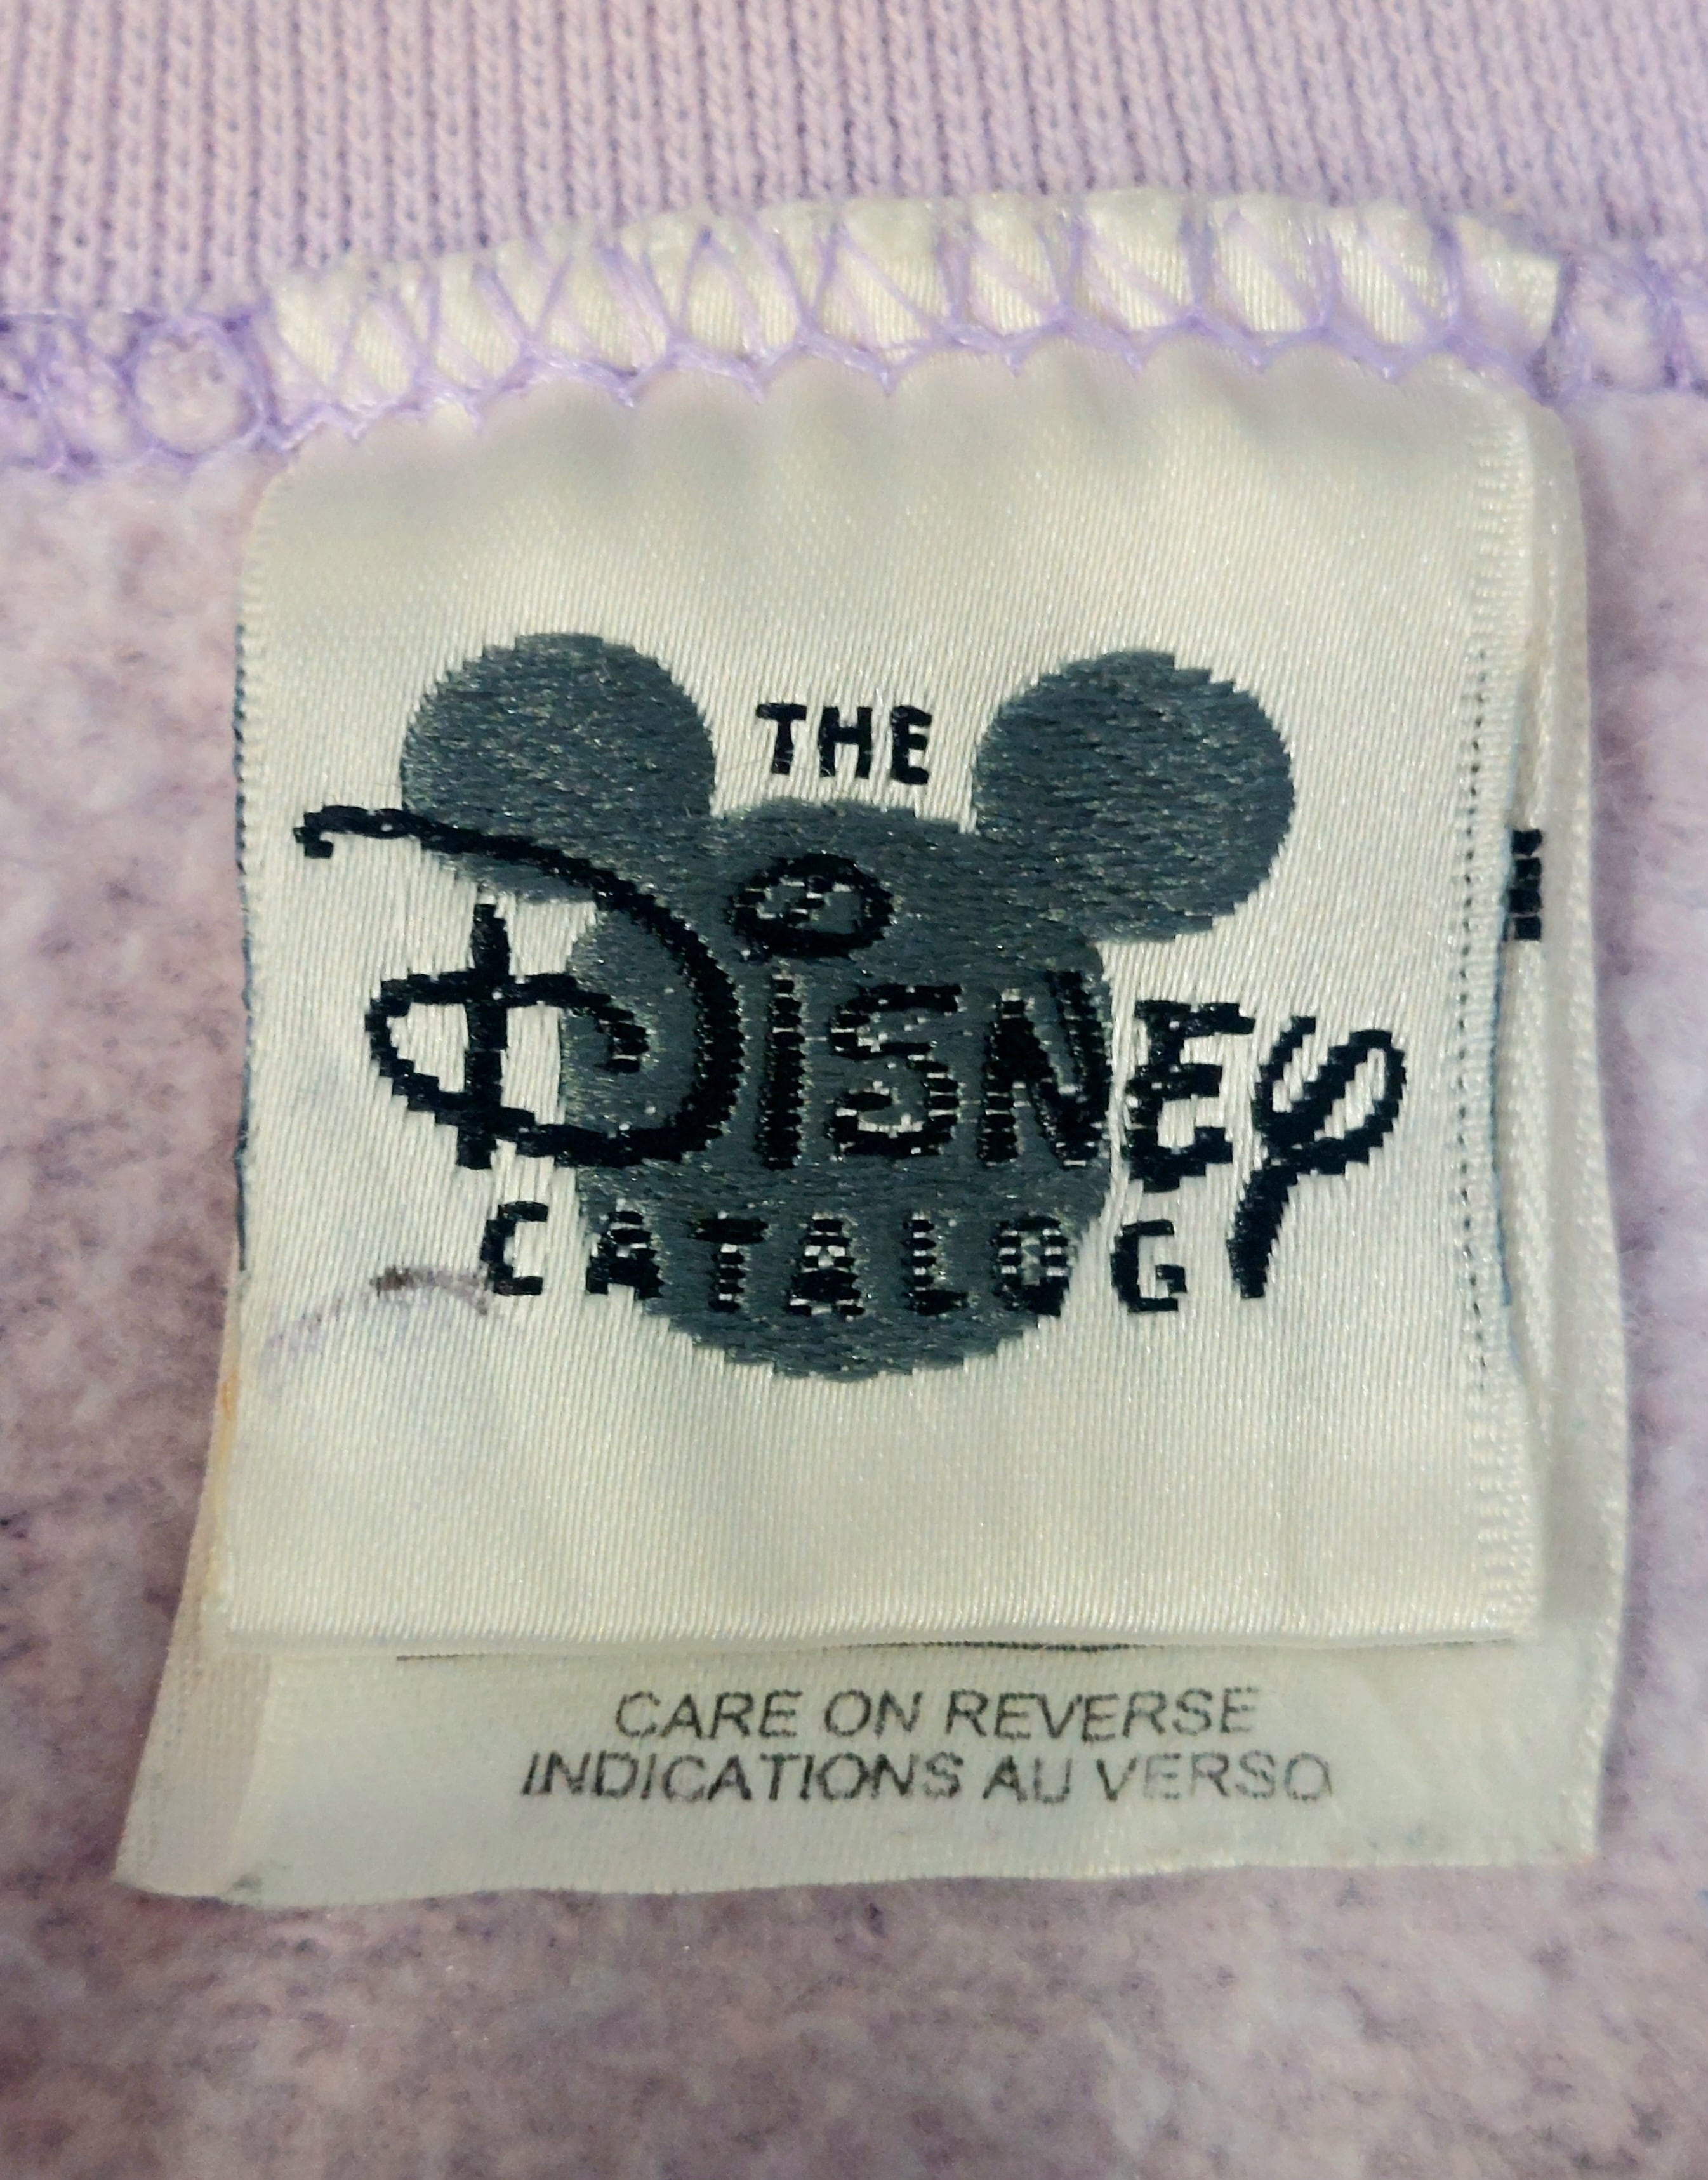 THE
DISNEY
CATALOG
CARE ON REVERSE
INDICATIONS AU VERSO